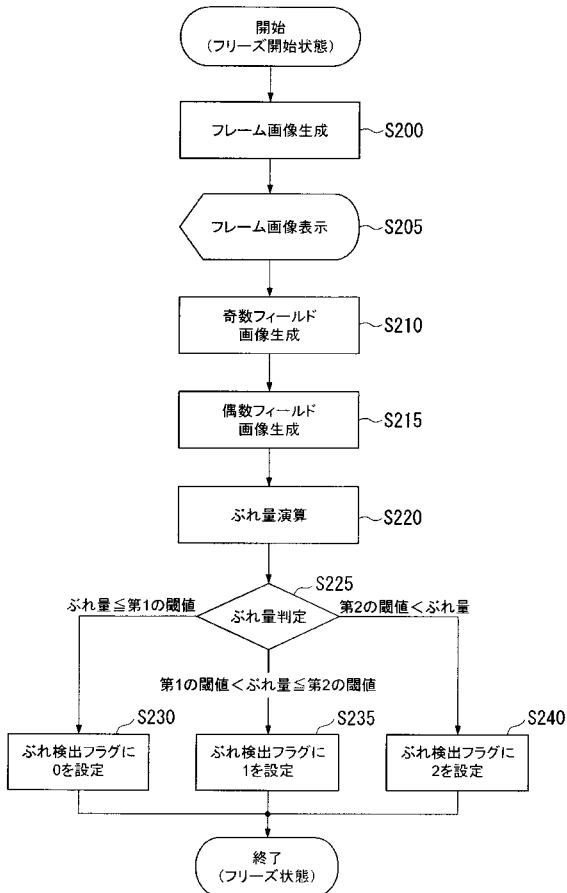 開始
(フリーズ開始状態)
フレーム画像生成
S200
フレーム画像表示
S205
奇数フィールド
画像生成
S210
偶数フィールド
画像生成
S215
ぶれ量演算
S220
S225
ぶれ量判定
ぶれ量≦第1の閾値
第2の閾値<ぶれ量
第1の閾値<ぶれ量≦第2の閾値
S230
ぶれ検出フラグに
0を設定
S235
ぶれ検出フラグに
1を設定
S240
ぶれ検出フラグに
2を設定
終了
(フリーズ状態)